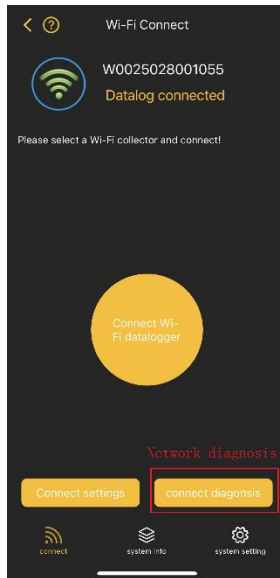 Wi-Fi Connect
W0025028001055
Datalog connected
Please select a Wi-Fi collector and connect!
Connect Wi-
Fi datalogger
Network diagnosis
Connect settings
connect diagonsis
connect
system info
system setting